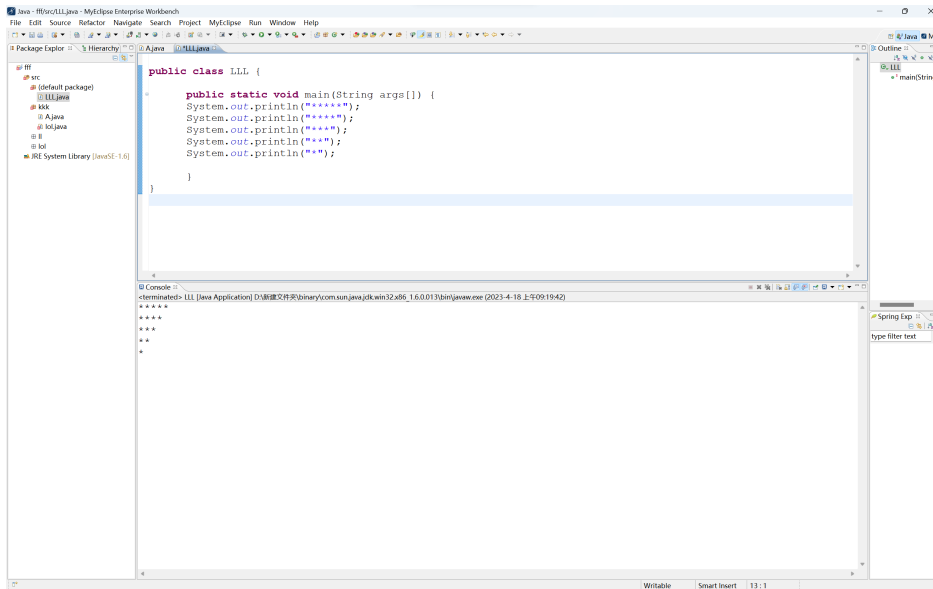 Java - fff/src/LLL.java - MyEclipse Enterprise Workbench
File Edit Source Refactor Navigate Search Project MyEclipse Run Window Help
Java
Package Explor
Hierarchy
A.java
*LLL.java
Outline
fff
src
(default package)
LLL.java
kkk
A.java
lol.java
ll
lol
JRE System Library [JavaSE-1.6]
public class LLL {
public static void main(String args[]) {
System.out.println("*****");
System.out.println("****");
System.out.println("***");
System.out.println("**");
System.out.println("*");
}
}
LLL
main(Strin
Console
<terminated> LLL [Java Application] D:\新建文件夹\binary\com.sun.java.jdk.win32.x86_1.6.0.013\bin\javaw.exe (2023-4-18 上午09:19:42)
*****
****
***
**
*
Spring Exp
type filter text
Writable Smart Insert 13 : 1